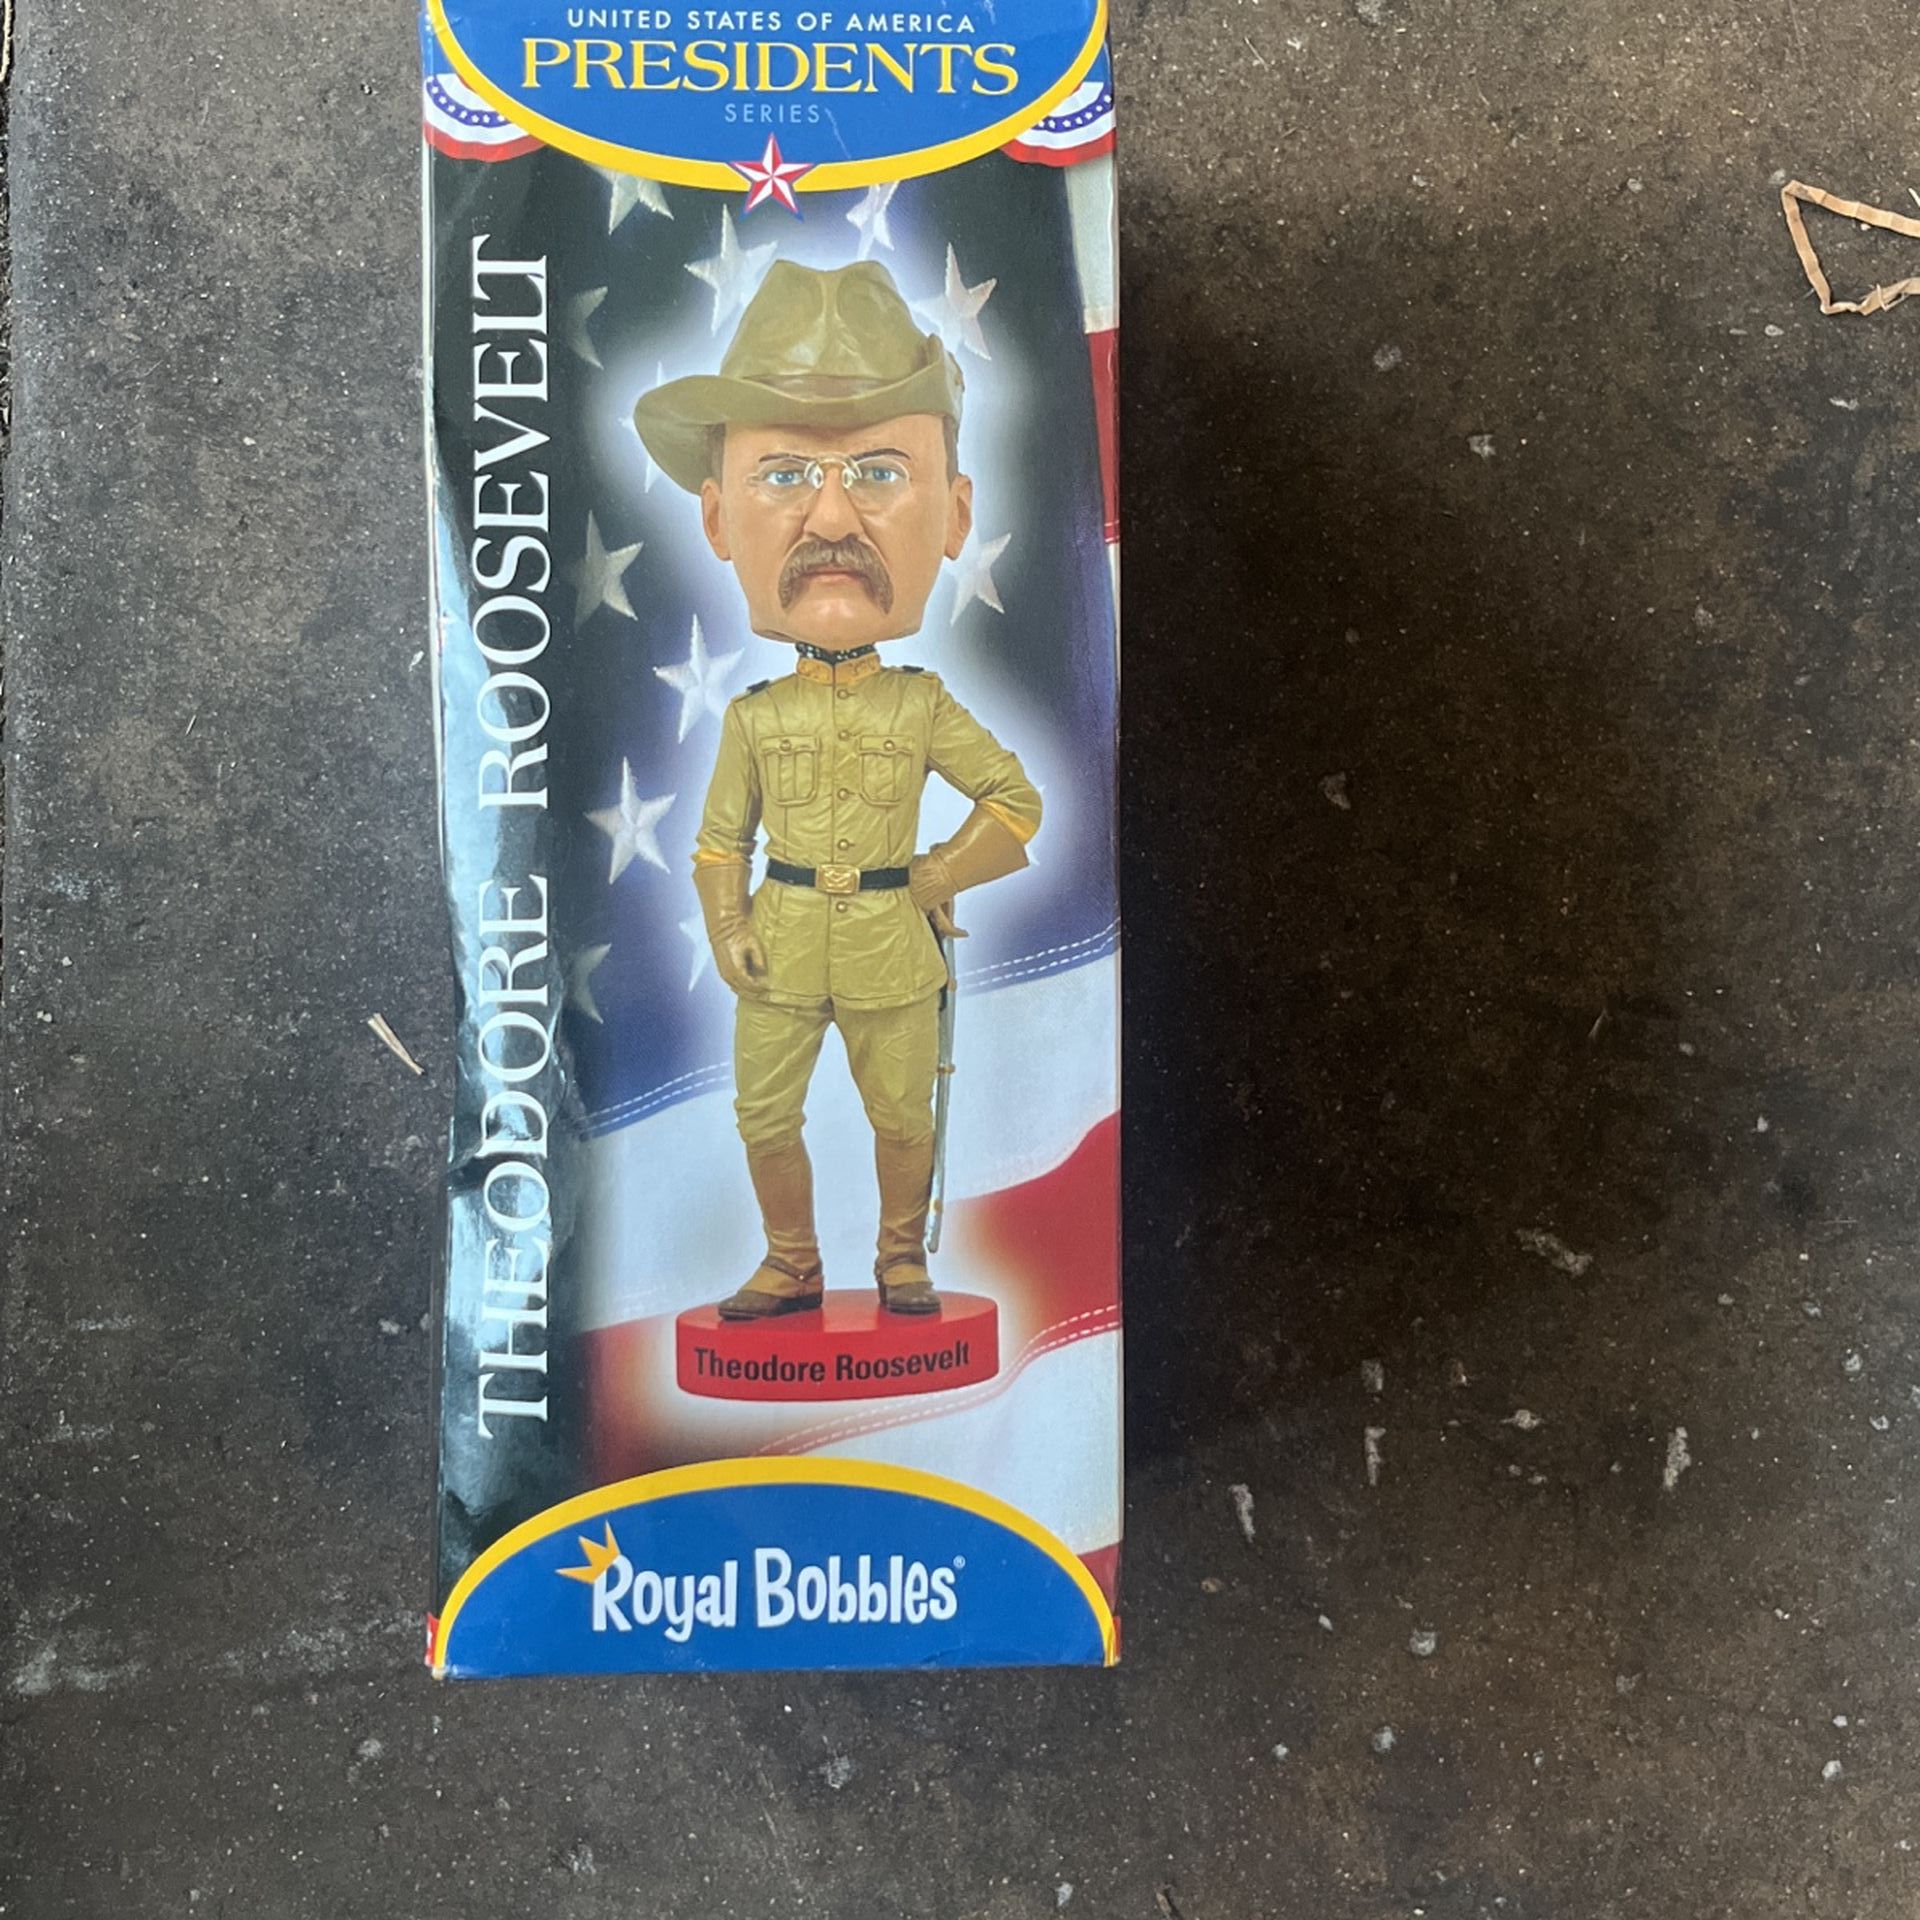 UNITED STATES OF AMERICA
PRESIDENTS
SERIES
THEODORE ROOSEVELT
Theodore Roosevelt
Royal Bobbles®